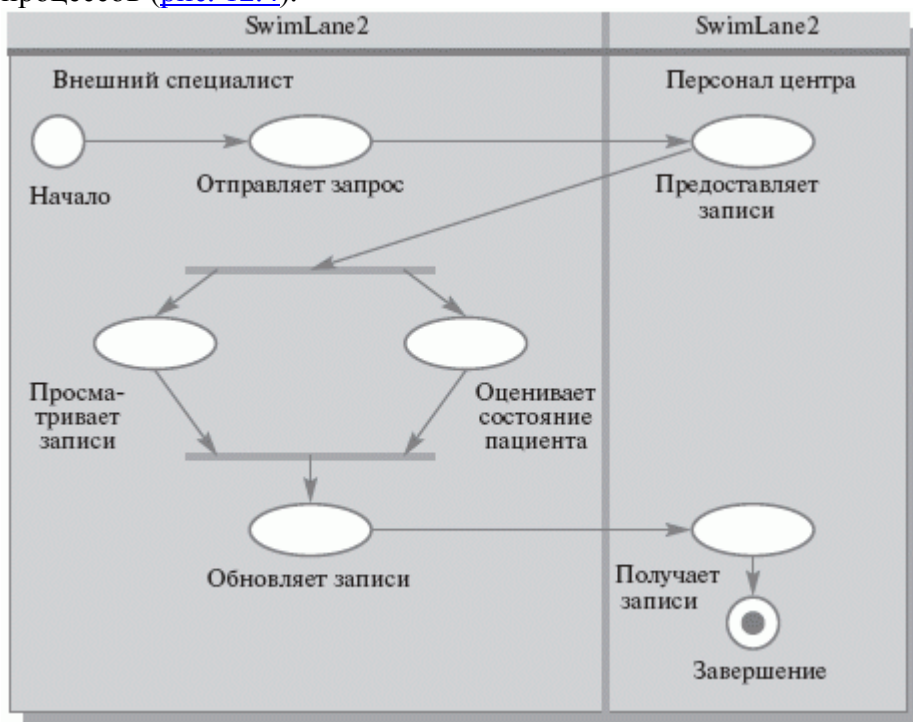 процессов (рис. 12.4).
SwimLane2
SwimLane2
Внешний специалист
Персонал центра
Начало
Отправляет запрос
Предоставляет
записи
Просма-
тривает
записи
Оценивает
состояние
пациента
Обновляет записи
Получает
записи
Завершение